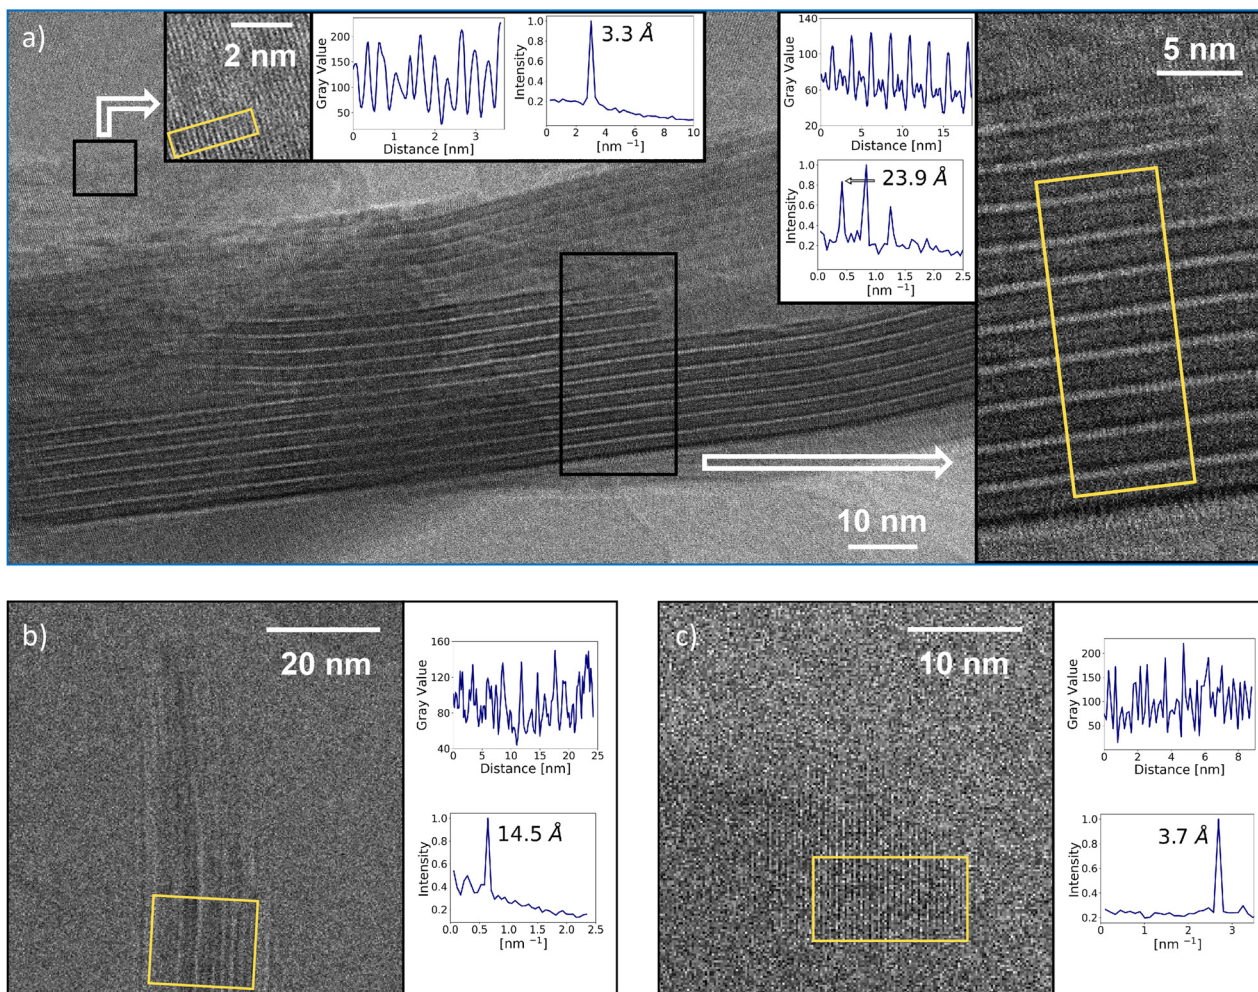 a)
2 nm
Gray Value
200
150
100
50
0
1
2
3
Distance [nm]
Intensity
1.0
0.8
0.6
0.4
0.2
3.3 Å
0
2
4
6
8
10
[nm ⁻¹]
Gray Value
140
120
100
80
60
40
20
0
5
10
15
Distance [nm]
Intensity
1.0
0.8
0.6
0.4
0.2
0.0
23.9 Å
0.0
0.5
1.0
1.5
2.0
2.5
[nm ⁻¹]
5 nm
10 nm
b)
20 nm
Gray Value
160
120
80
40
0
5
10
15
20
25
Distance [nm]
Intensity
1.0
0.8
0.6
0.4
0.2
14.5 Å
0.0
0.5
1.0
1.5
2.0
2.5
[nm ⁻¹]
c)
10 nm
Gray Value
200
150
100
50
0
2
4
6
8
Distance [nm]
Intensity
1.0
0.8
0.6
0.4
0.2
3.7 Å
0
1
2
3
[nm ⁻¹]